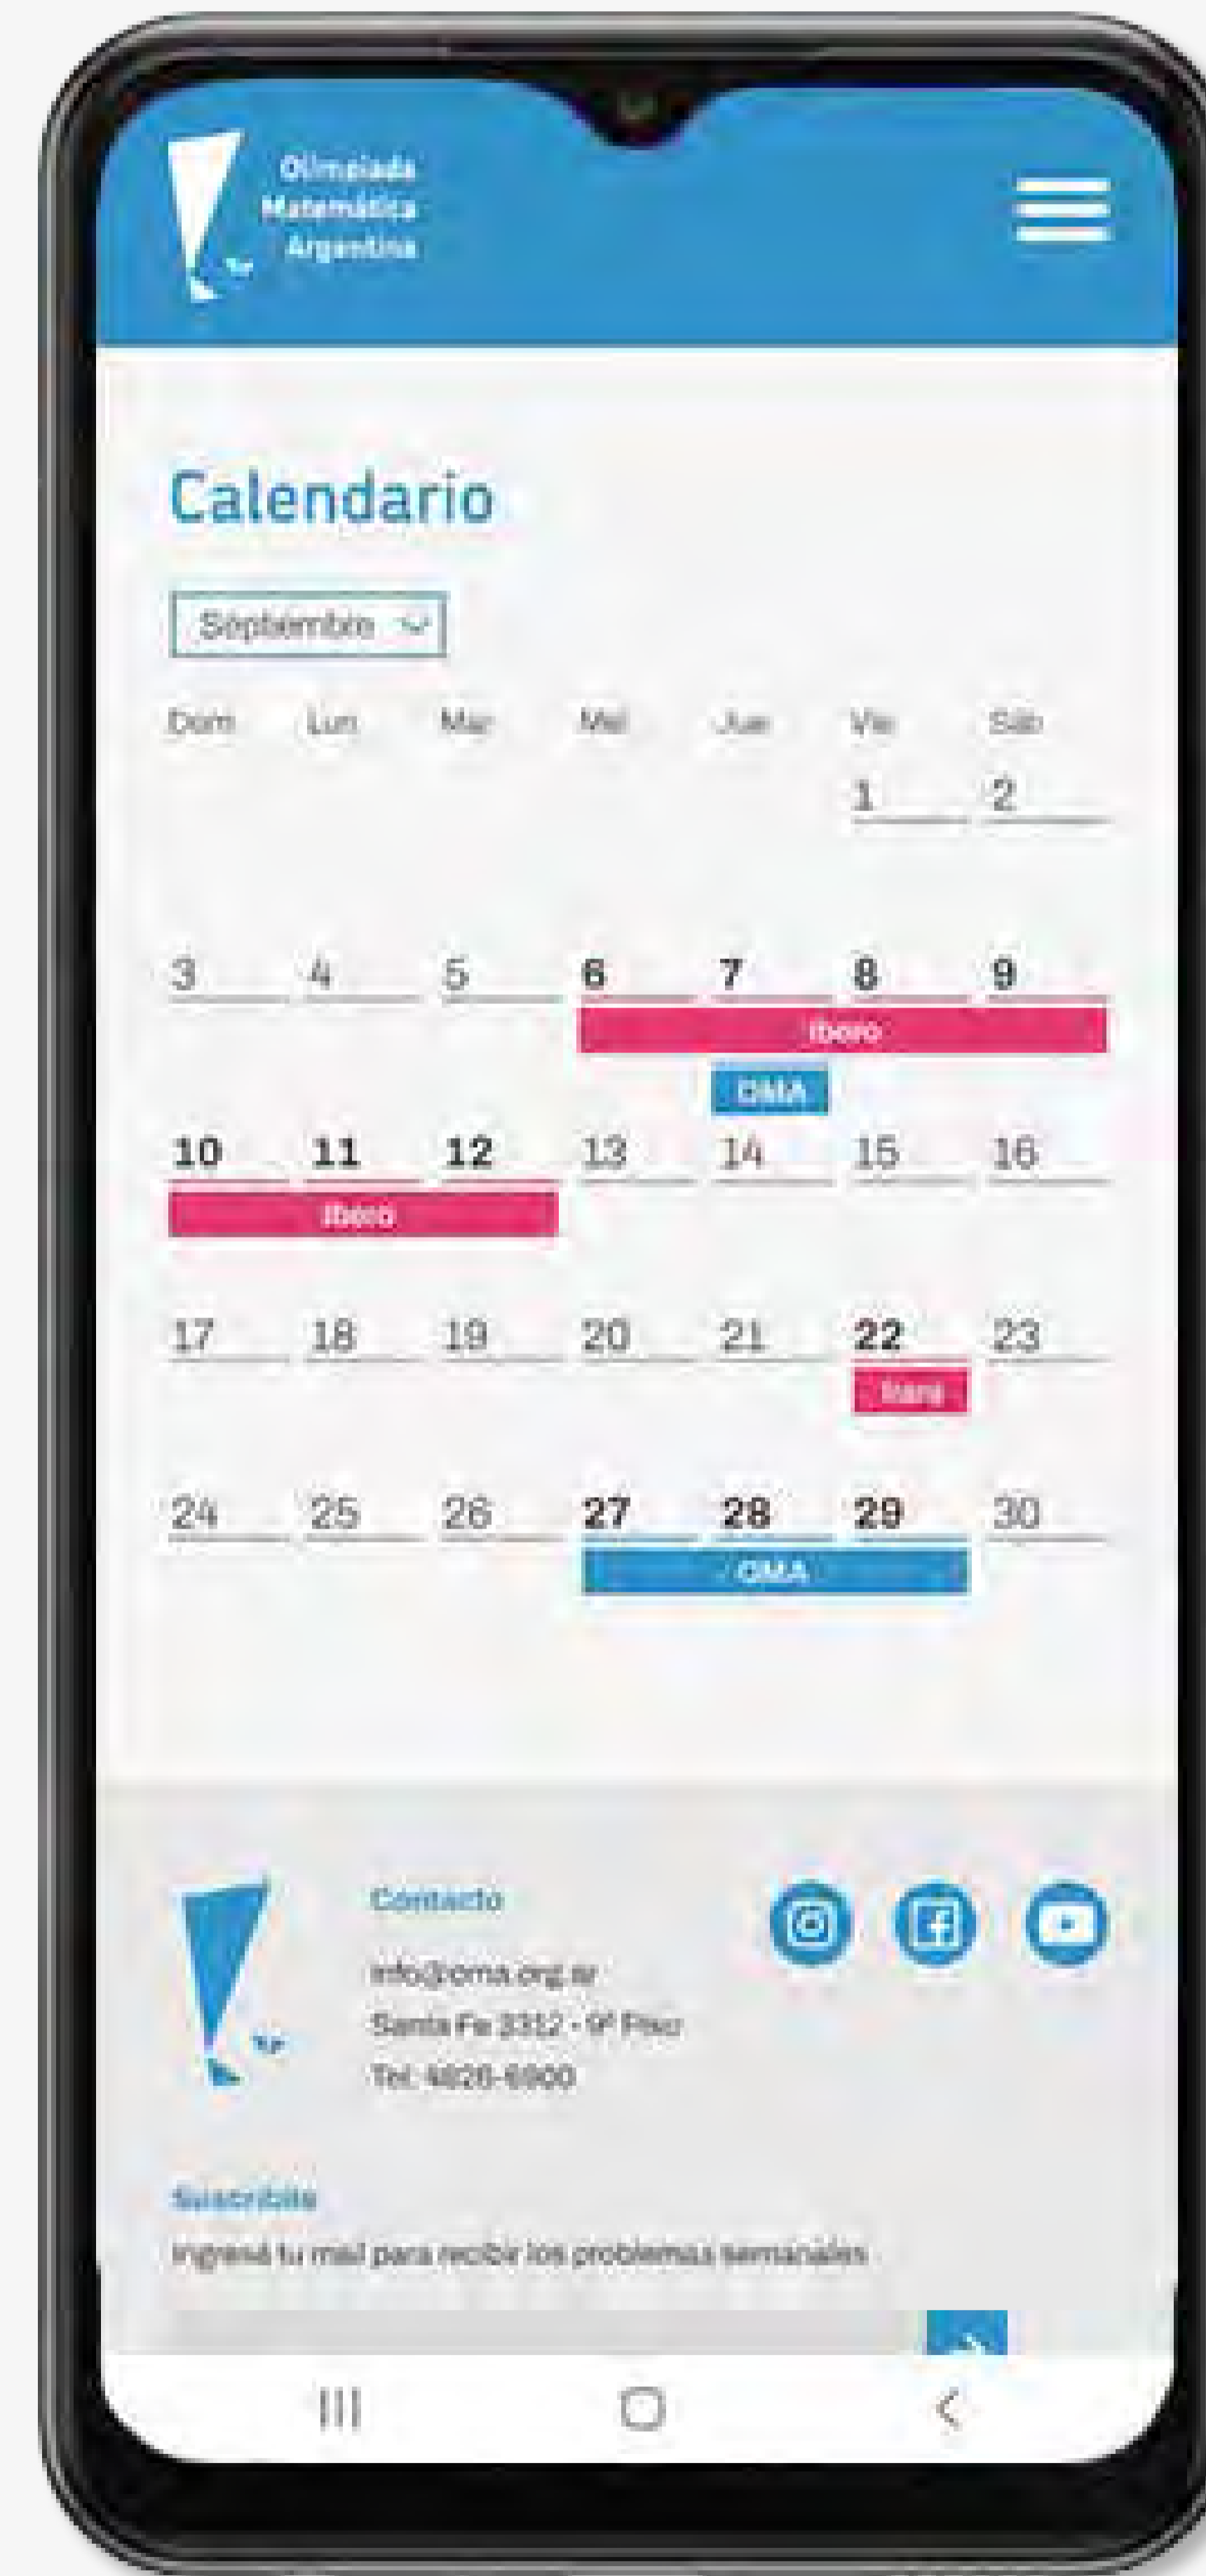 Olimpiada
Matemática
Argentina
Calendario
Septiembre
Dom Lun Mar Mié Jue Vie Sáb
1 2
3 4 5 6 7 8 9
Ibero
OMA
10 11 12 13 14 15 16
Ibero
17 18 19 20 21 22 23
24 25 26 27 28 29 30
OMA
Contacto
info@oma.org.ar
Santa Fe 3312 - 9º Piso
Tel: 4826-8900
Suscribite
Ingresá tu mail para recibir los problemas semanales